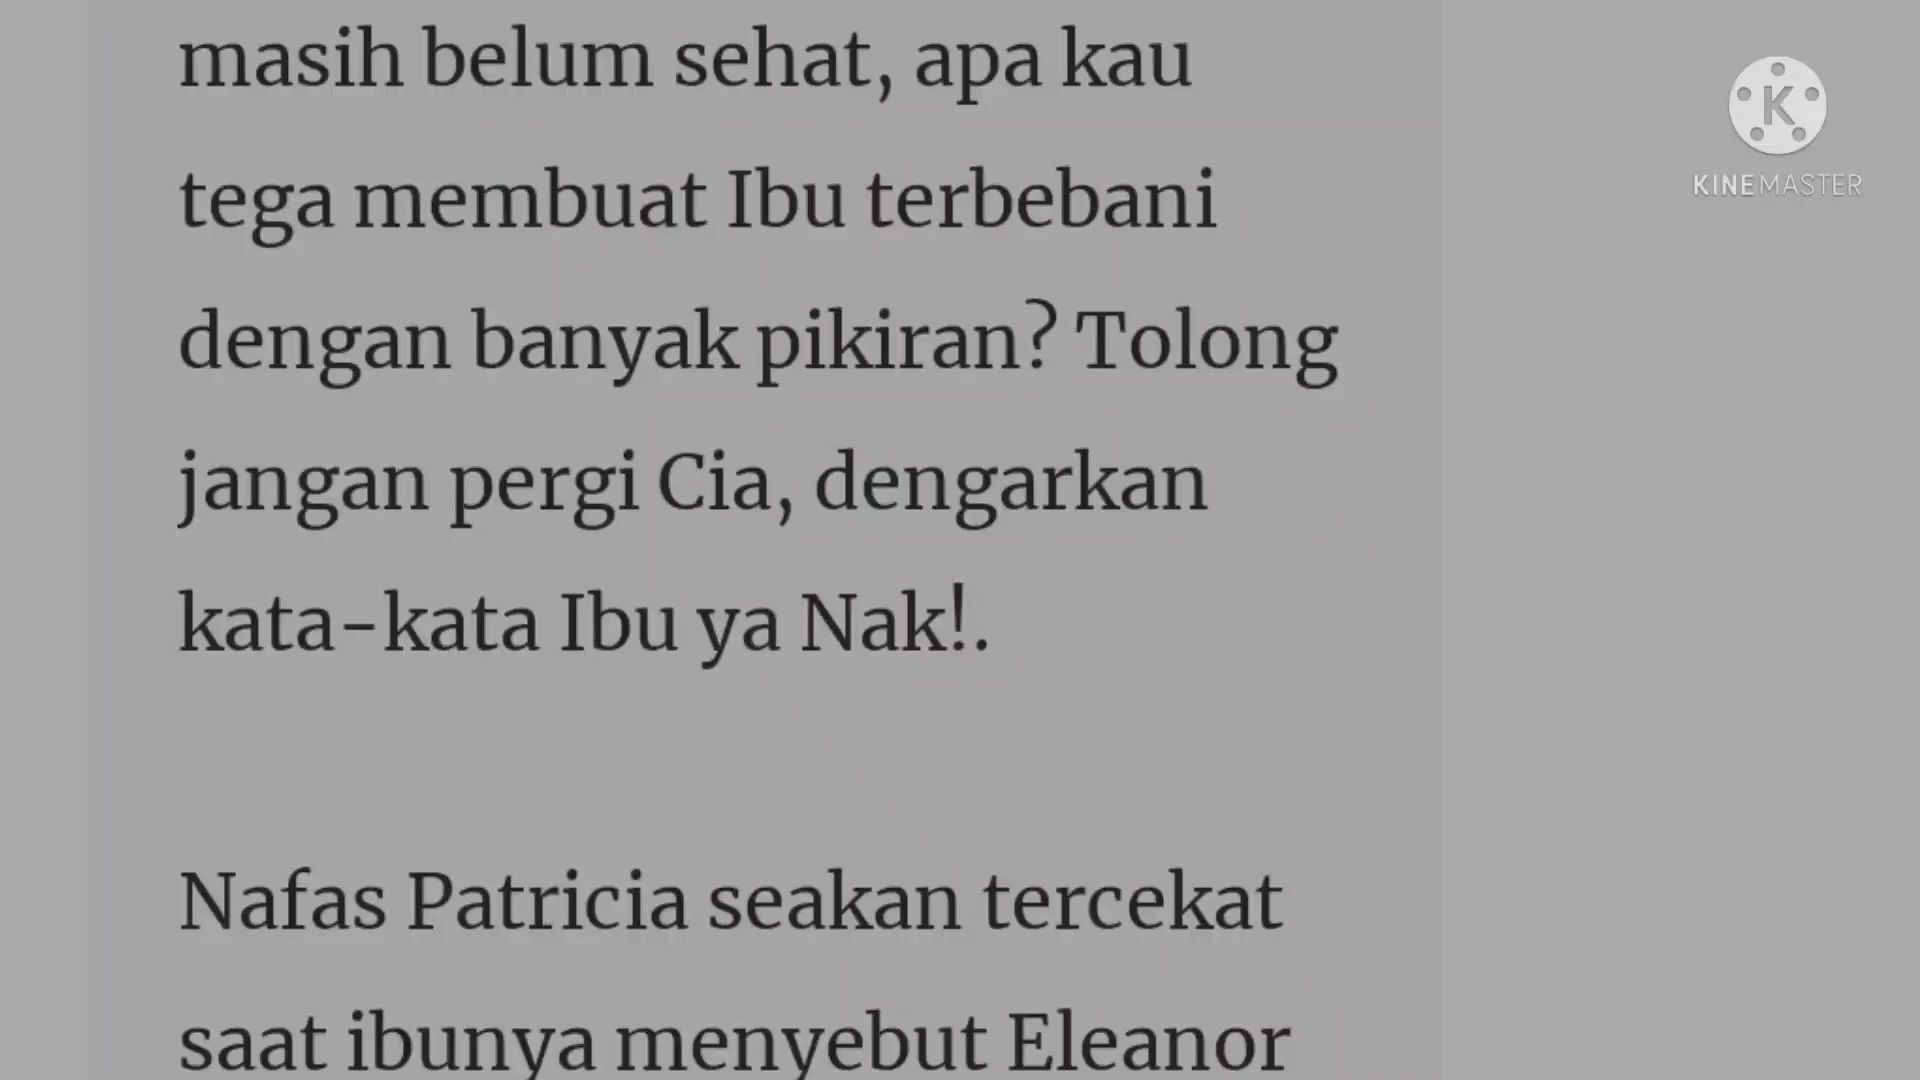 masih belum sehat, apa kau
tega membuat Ibu terbebani
dengan banyak pikiran? Tolong
jangan pergi Cia, dengarkan
kata-kata Ibu ya Nak!.
Nafas Patricia seakan tercekat
saat ibunya menyebut Eleanor
K
KINEMASTER